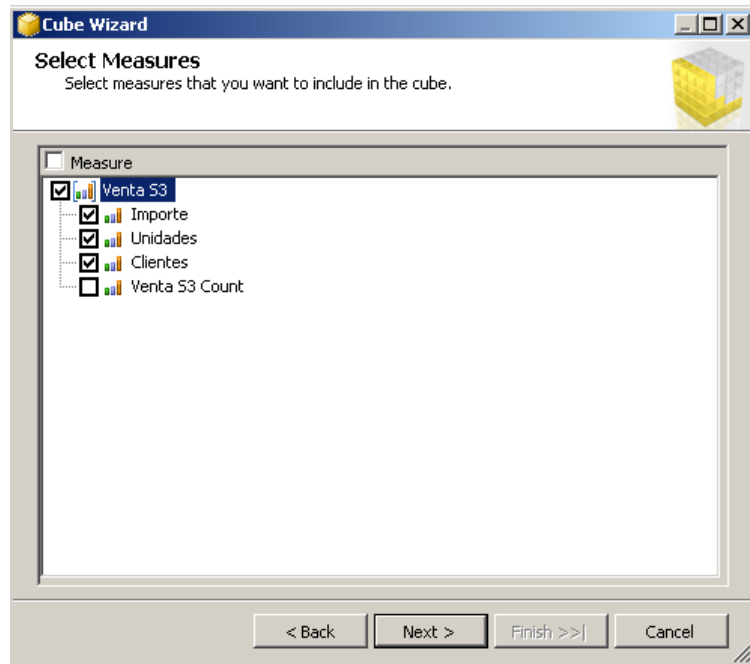 Cube Wizard
Select Measures
Select measures that you want to include in the cube.
Measure
Venta S3
Importe
Unidades
Clientes
Venta S3 Count
< Back
Next >
Finish >>|
Cancel